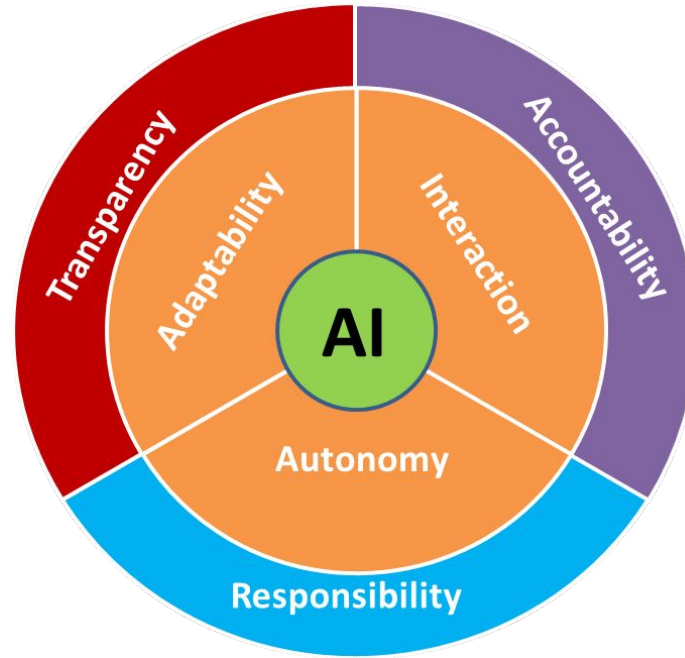 Transparency
Accountability
Adaptability
Interaction
AI
Autonomy
Responsibility